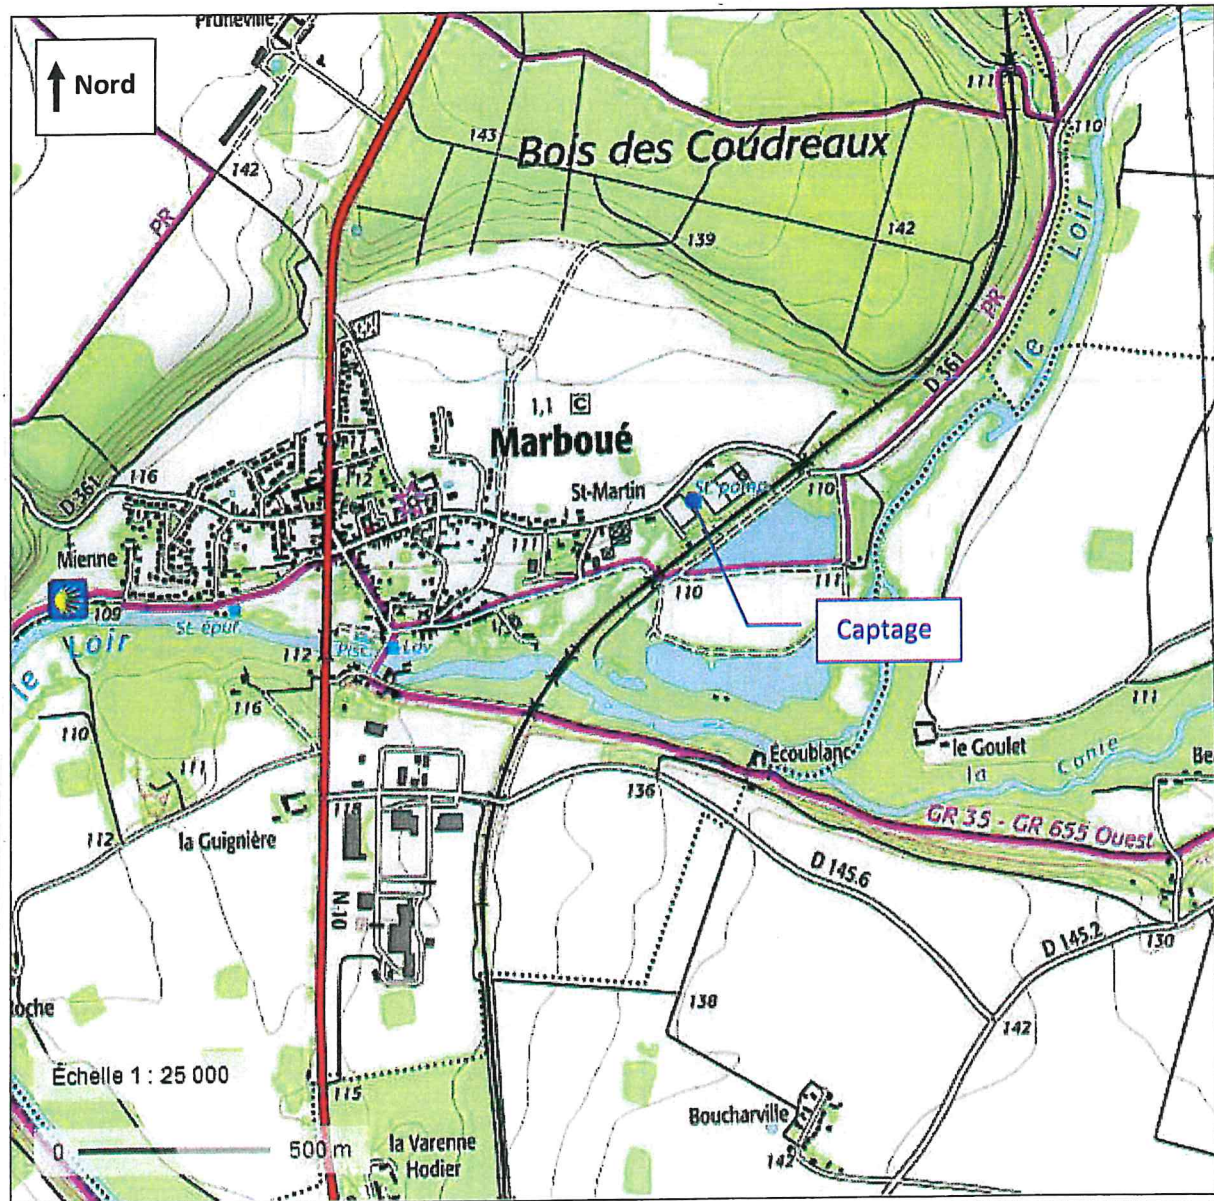 Pruneville
Nord
111
143
110
Bois des Coudreaux
142
PR
142
139
le Loir
PR
D 361
1,1 C
Marboué
116
112
D 361
St-Martin
St° pomp.
110
111
Mienne
111
110
109
St. épur.
Captage
le Loir
112
Pisc.
Lav.
116
110
111
Écoublanc
le Goulet
la Conie
Be
111
136
118
112
la Guignière
GR 35 - GR 655 Ouest
D 145.6
N-10
D 145.2
130
138
142
Roche
Échelle 1 : 25 000
115
Boucharville
0 500 m
la Varenne
Hodier
142